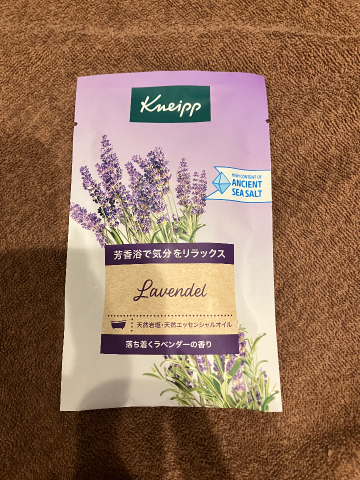 Kneipp
HIGH CONTENT OF
ANCIENT
SEA SALT
芳香浴で気分をリラックス
Lavendel
天然岩塩・天然エッセンシャルオイル
落ち着くラベンダーの香り